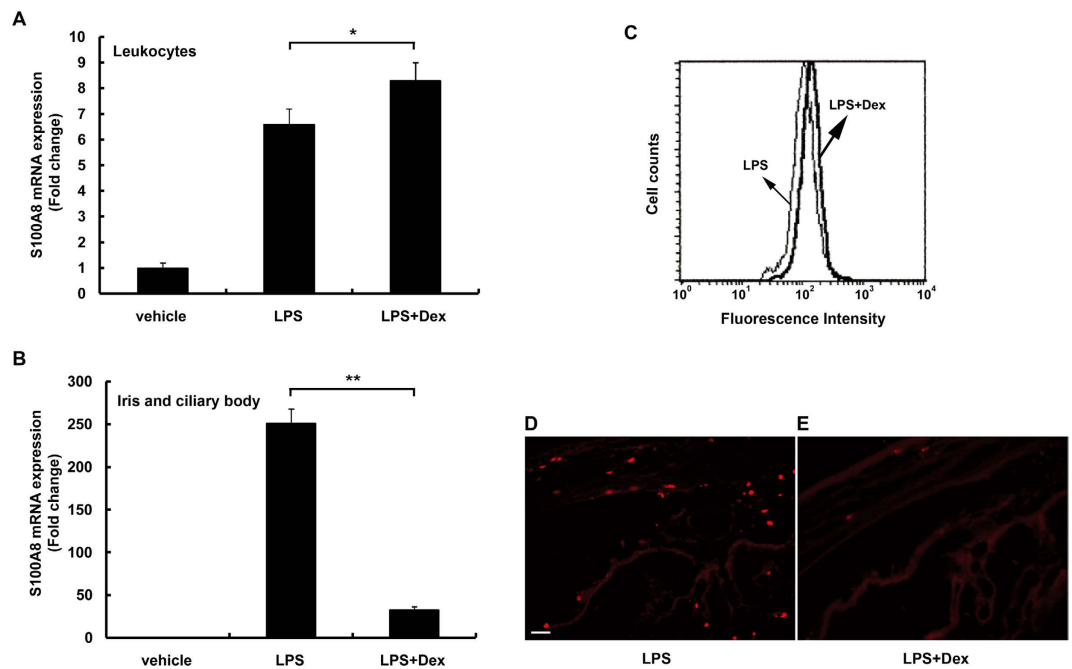 A
S100A8 mRNA expression
(Fold change)
10
9
8
7
6
5
4
3
2
1
0
Leukocytes
*
vehicle
LPS
LPS+Dex
B
S100A8 mRNA expression
(Fold change)
300
250
200
150
100
50
0
Iris and ciliary body
**
vehicle
LPS
LPS+Dex
C
Cell counts
LPS+Dex
LPS
10⁰
10¹
10²
10³
10⁴
Fluorescence Intensity
D
E
LPS
LPS+Dex